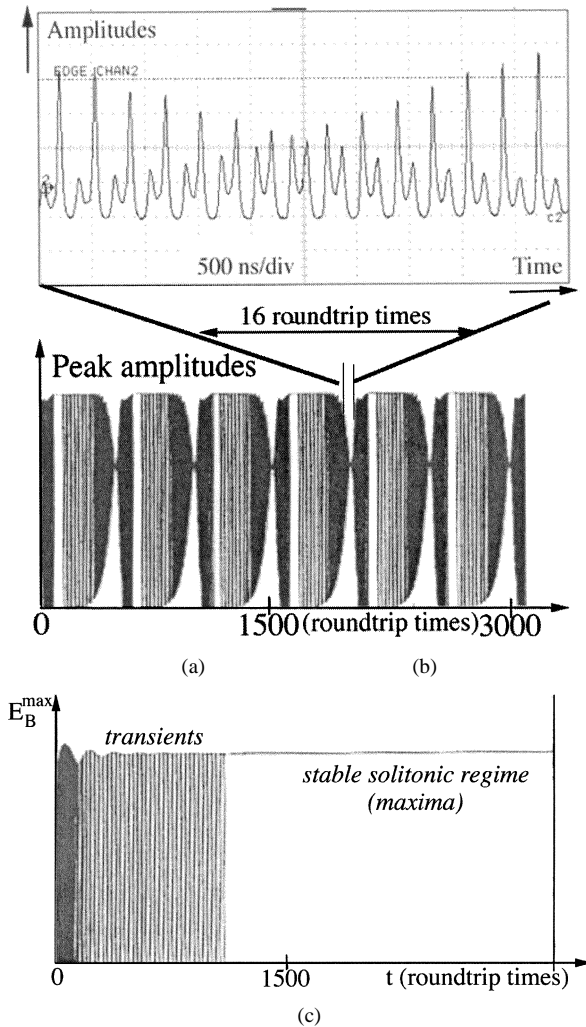 Amplitudes
EDGE CHAN2
2
c2
500 ns/div Time
16 roundtrip times
Peak amplitudes
0 1500 (roundtrip times) 3000
(a) (b)
E_B^max
transients
stable solitonic regime
(maxima)
0 1500 t (roundtrip times)
(c)